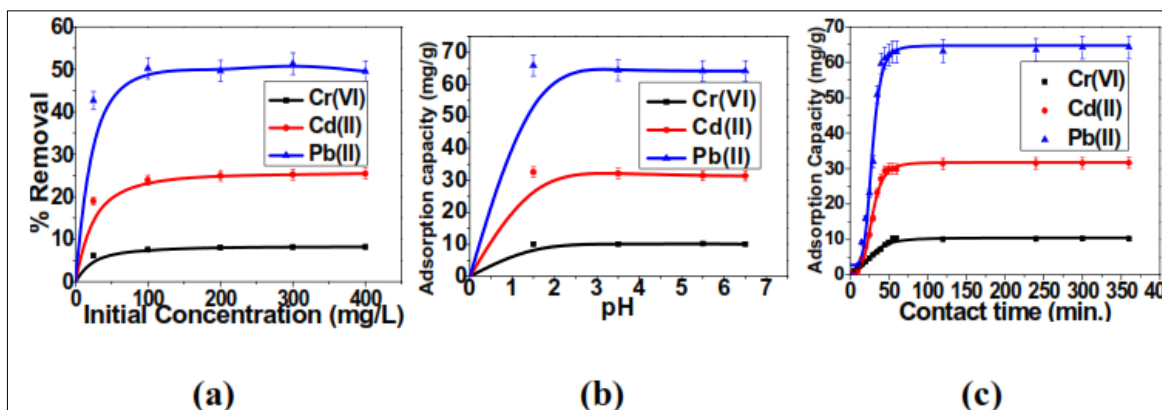 % Removal
60
50
40
30
20
10
0
Cr(VI)
Cd(II)
Pb(II)
0 100 200 300 400
Initial Concentration (mg/L)
(a)
Adsorption capacity (mg/g)
70
60
50
40
30
20
10
0
Cr(VI)
Cd(II)
Pb(II)
0 1 2 3 4 5 6 7
pH
(b)
Adsorption Capacity (mg/g)
70
60
50
40
30
20
10
0
Cr(VI)
Cd(II)
Pb(II)
0 50 100 150 200 250 300 350 40
Contact time (min.)
(c)